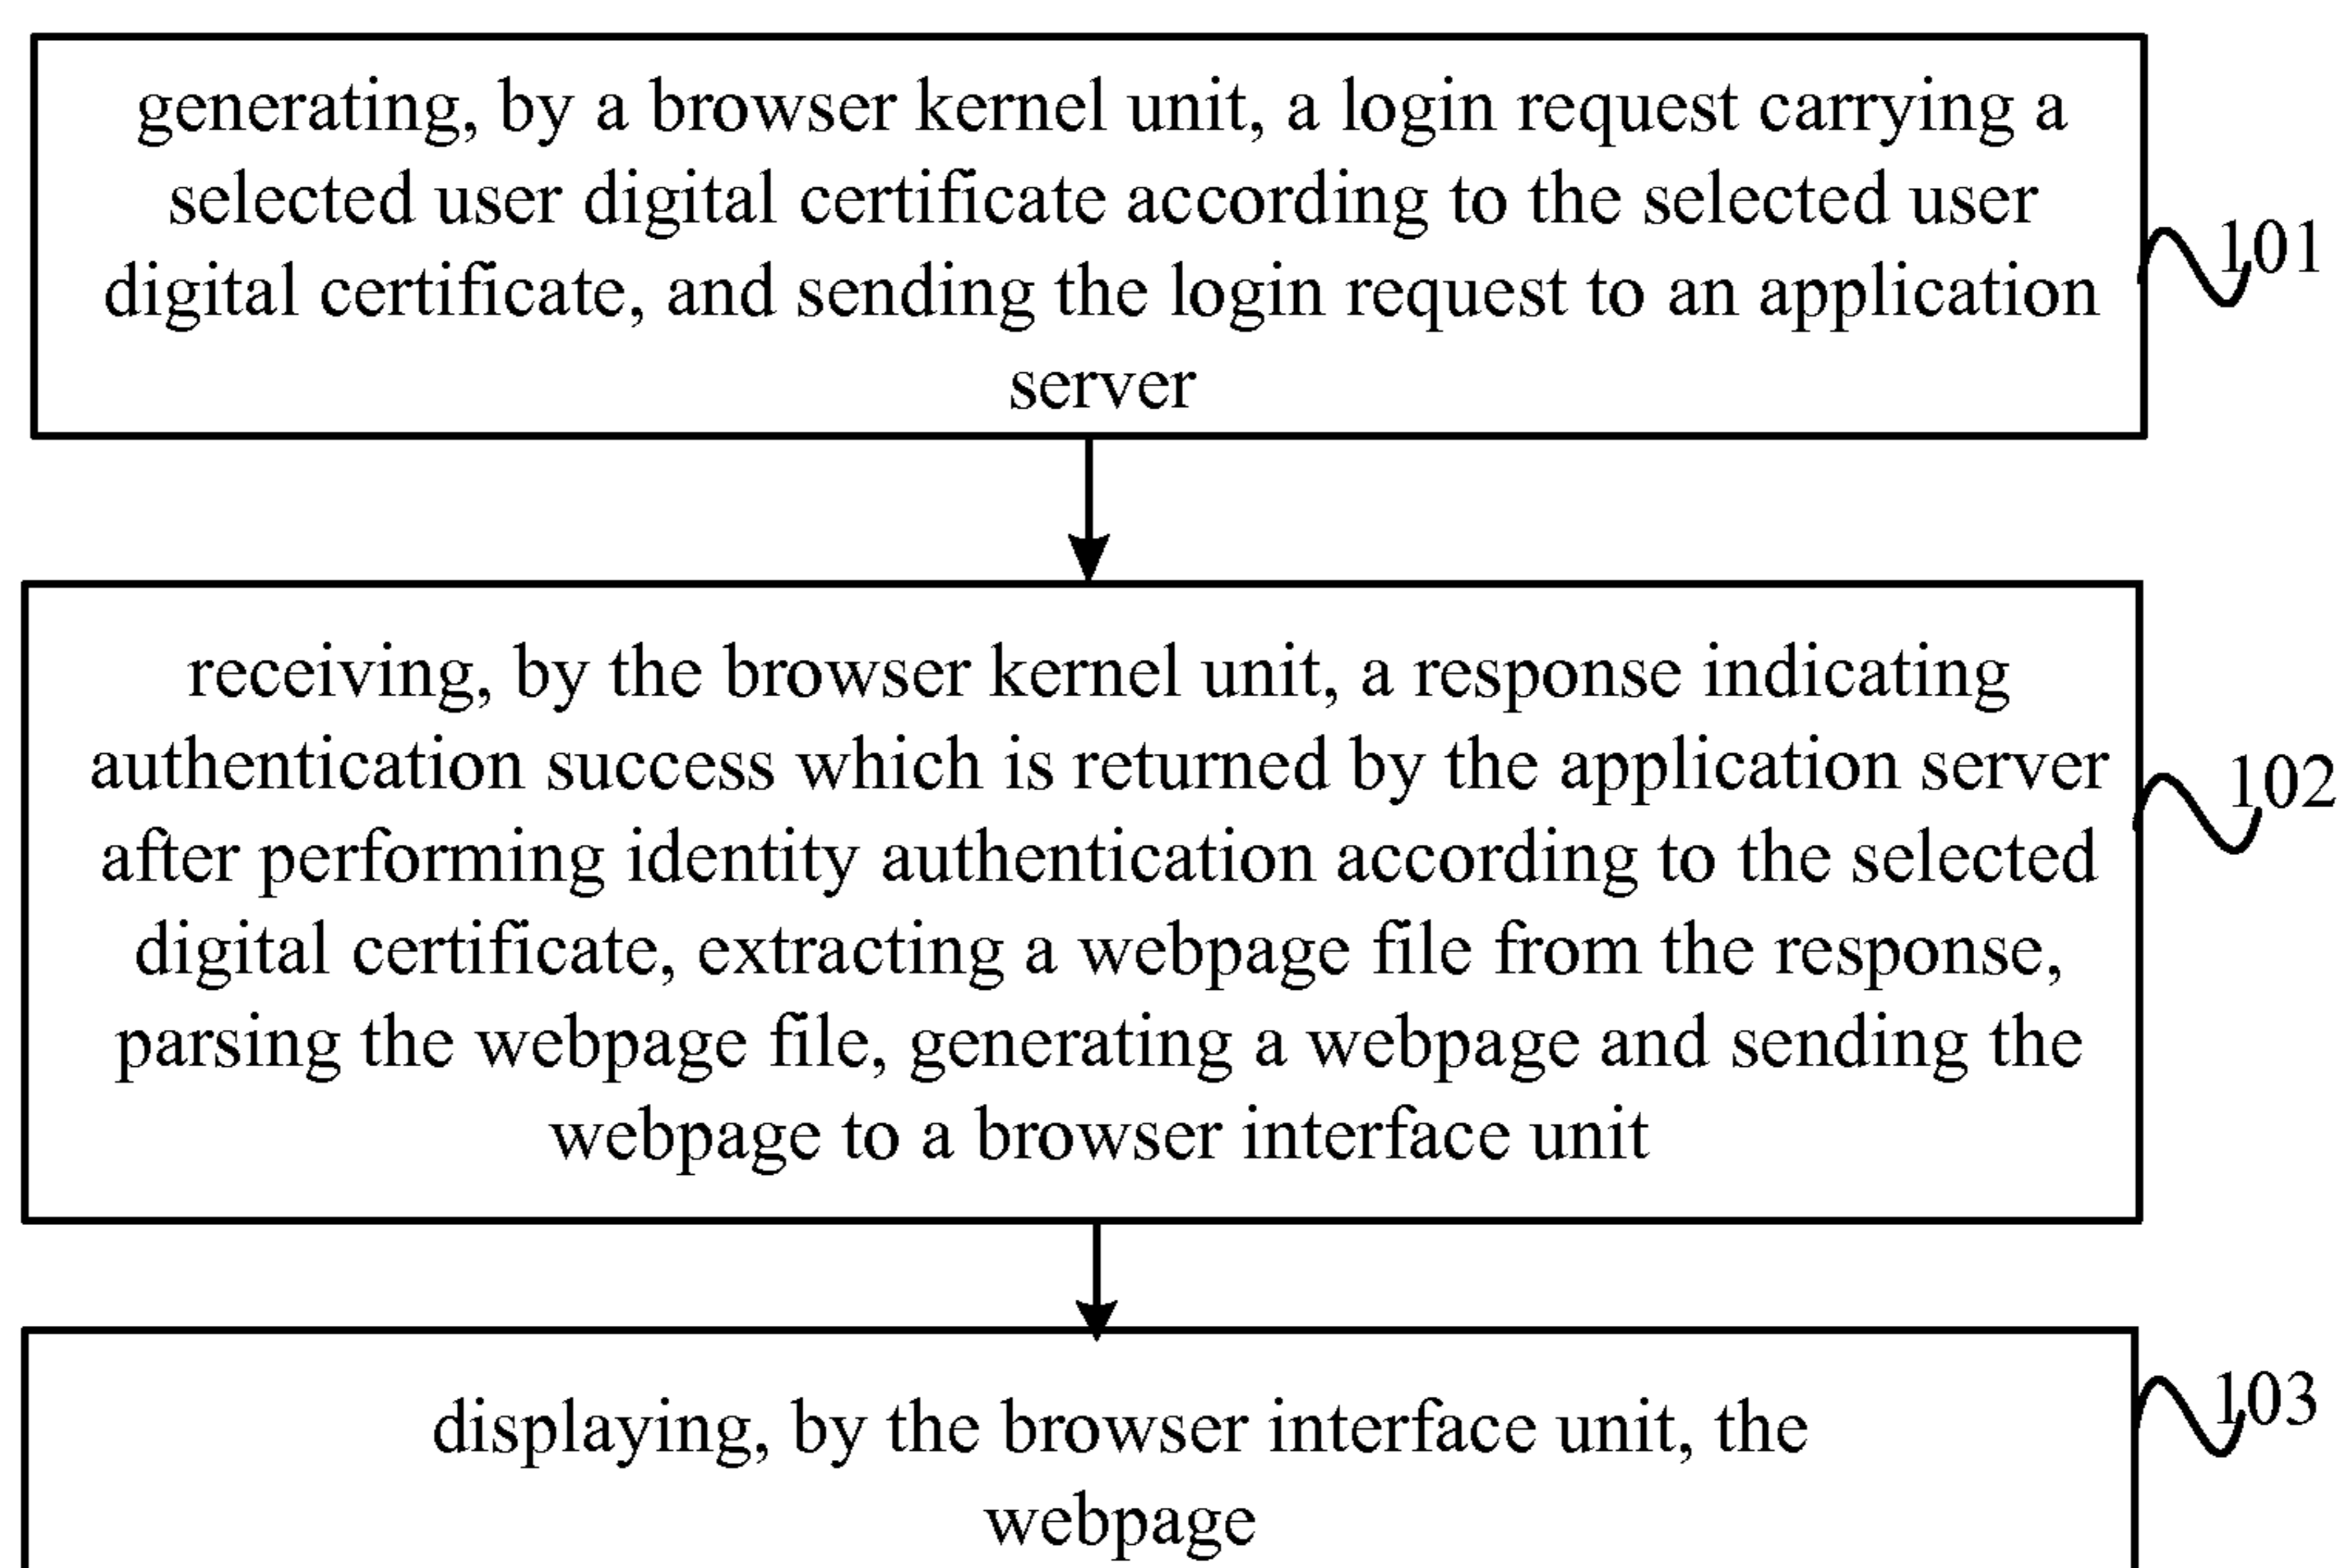 generating, by a browser kernel unit, a login request carrying a
selected user digital certificate according to the selected user
digital certificate, and sending the login request to an application
server
101
receiving, by the browser kernel unit, a response indicating
authentication success which is returned by the application server
after performing identity authentication according to the selected
digital certificate, extracting a webpage file from the response,
parsing the webpage file, generating a webpage and sending the
webpage to a browser interface unit
102
displaying, by the browser interface unit, the
webpage
103